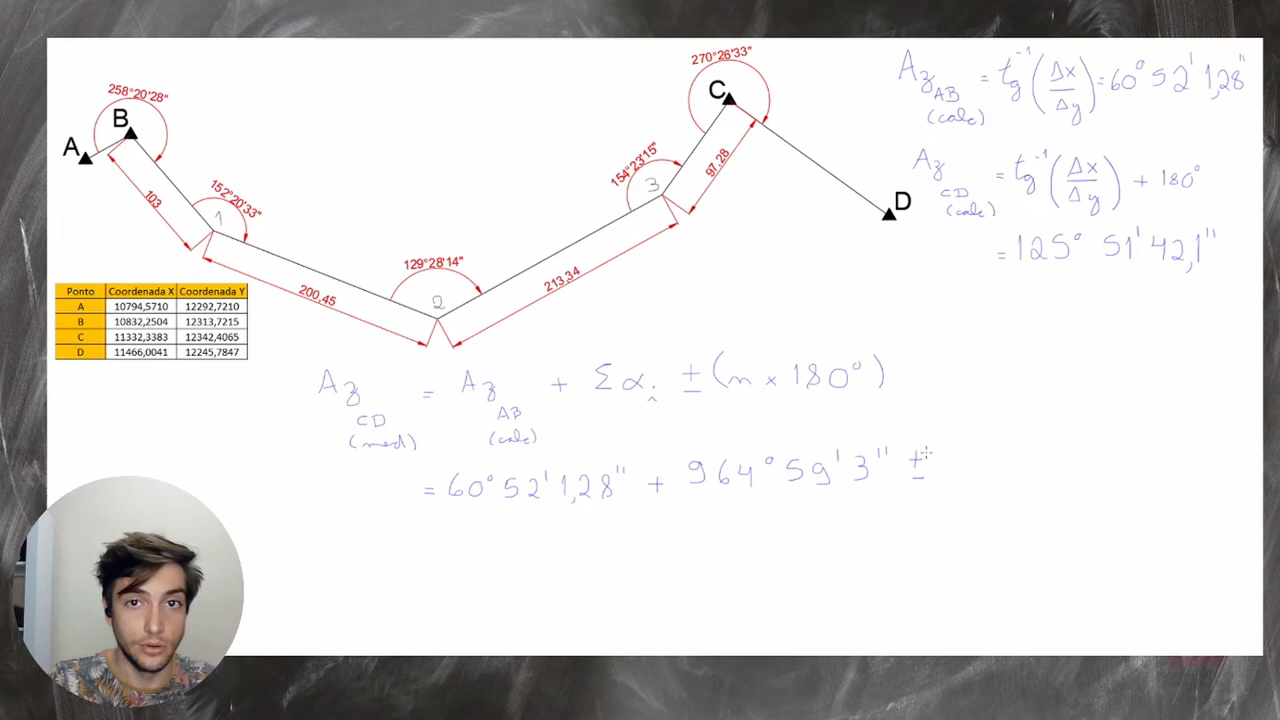 270°26'33"
258°20'28"
C
B
A
154°23'15"
97.28
3
103
152°20'33"
1
D
129°28'14"
213,34
2
200,45
Ponto Coordenada X Coordenada Y
A 10794,5710 12292,7210
B 10832,2504 12313,7215
C 11332,3383 12342,4065
D 11466,0041 12245,7847
Az AB (calc) = tg⁻¹(Δx/Δy) = 60° 52' 1,28"
Az CD (calc) = tg⁻¹(Δx/Δy) + 180°
= 125° 51' 42,1"
Az CD (med) = Az AB (calc) + Σαi ± (n × 180°)
= 60° 52' 1,28" + 964° 59' 3" ±